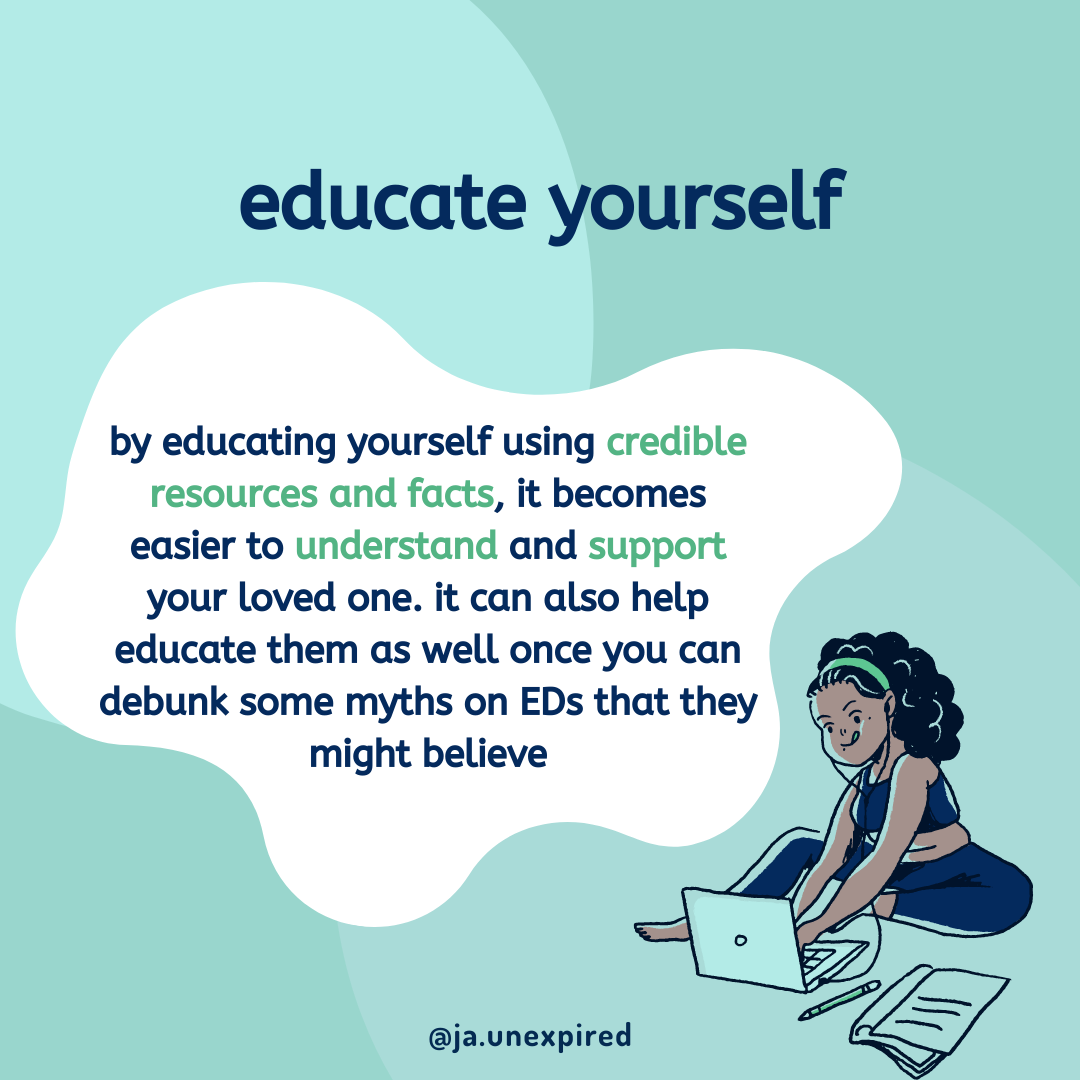 educate yourself
by educating yourself using credible
resources and facts, it becomes
easier to understand and support
your loved one. it can also help
educate them as well once you can
debunk some myths on EDs that they
might believe
@ja.unexpired